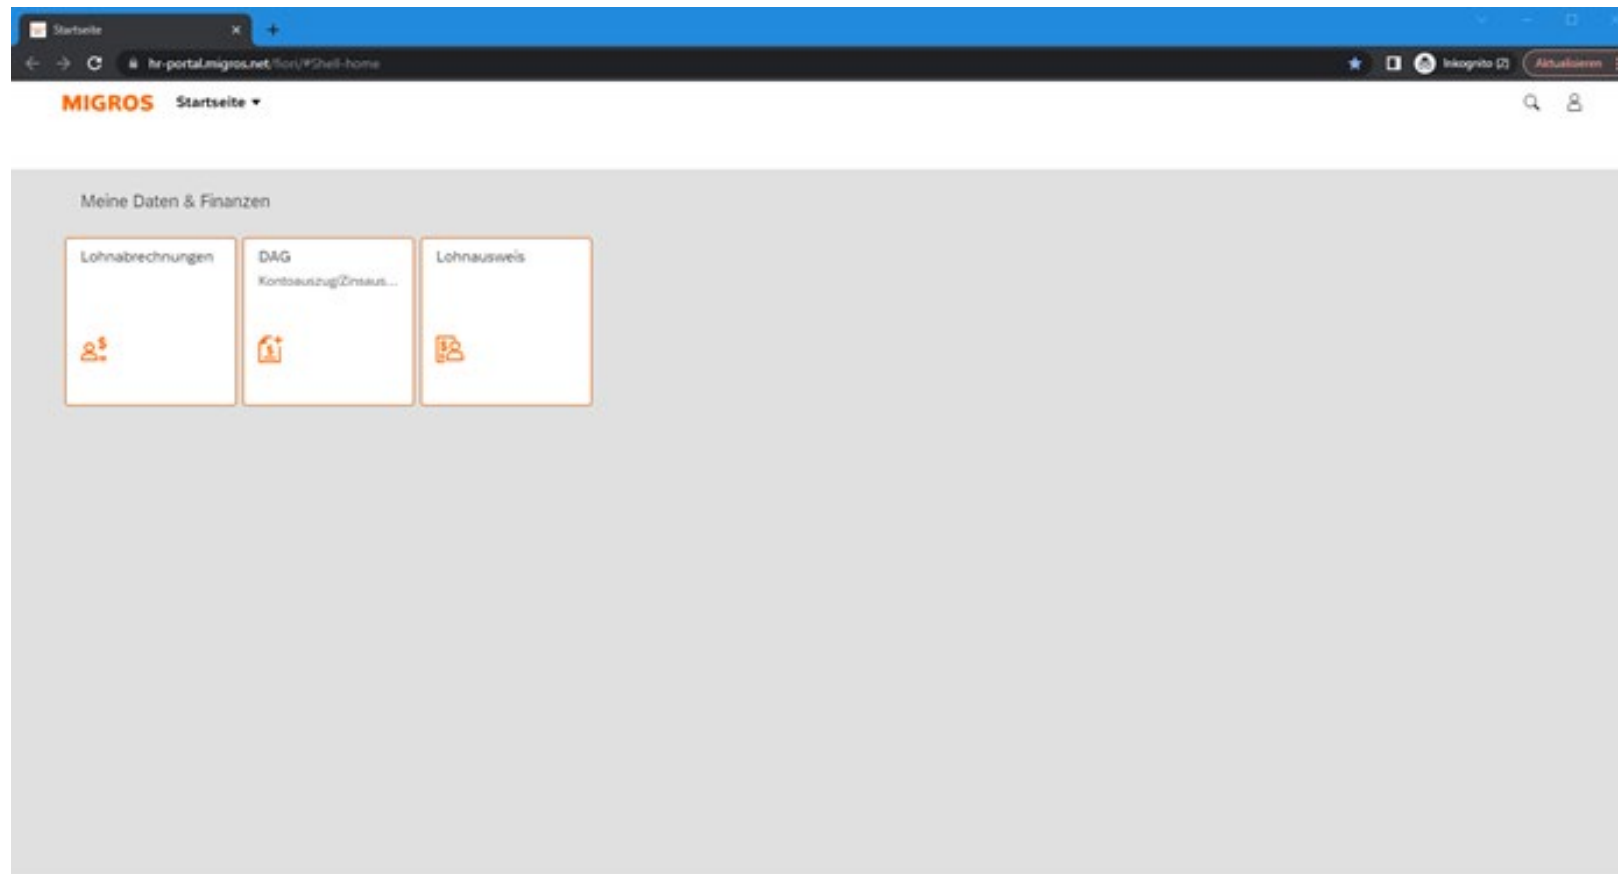 Startseite
hr-portal.migros.net/fiori/#Shell-home
Inkognito (2)
Aktualisieren
MIGROS Startseite
Meine Daten & Finanzen
Lohnabrechnungen
DAG
Kontoauszug/Zinsaus...
Lohnausweis